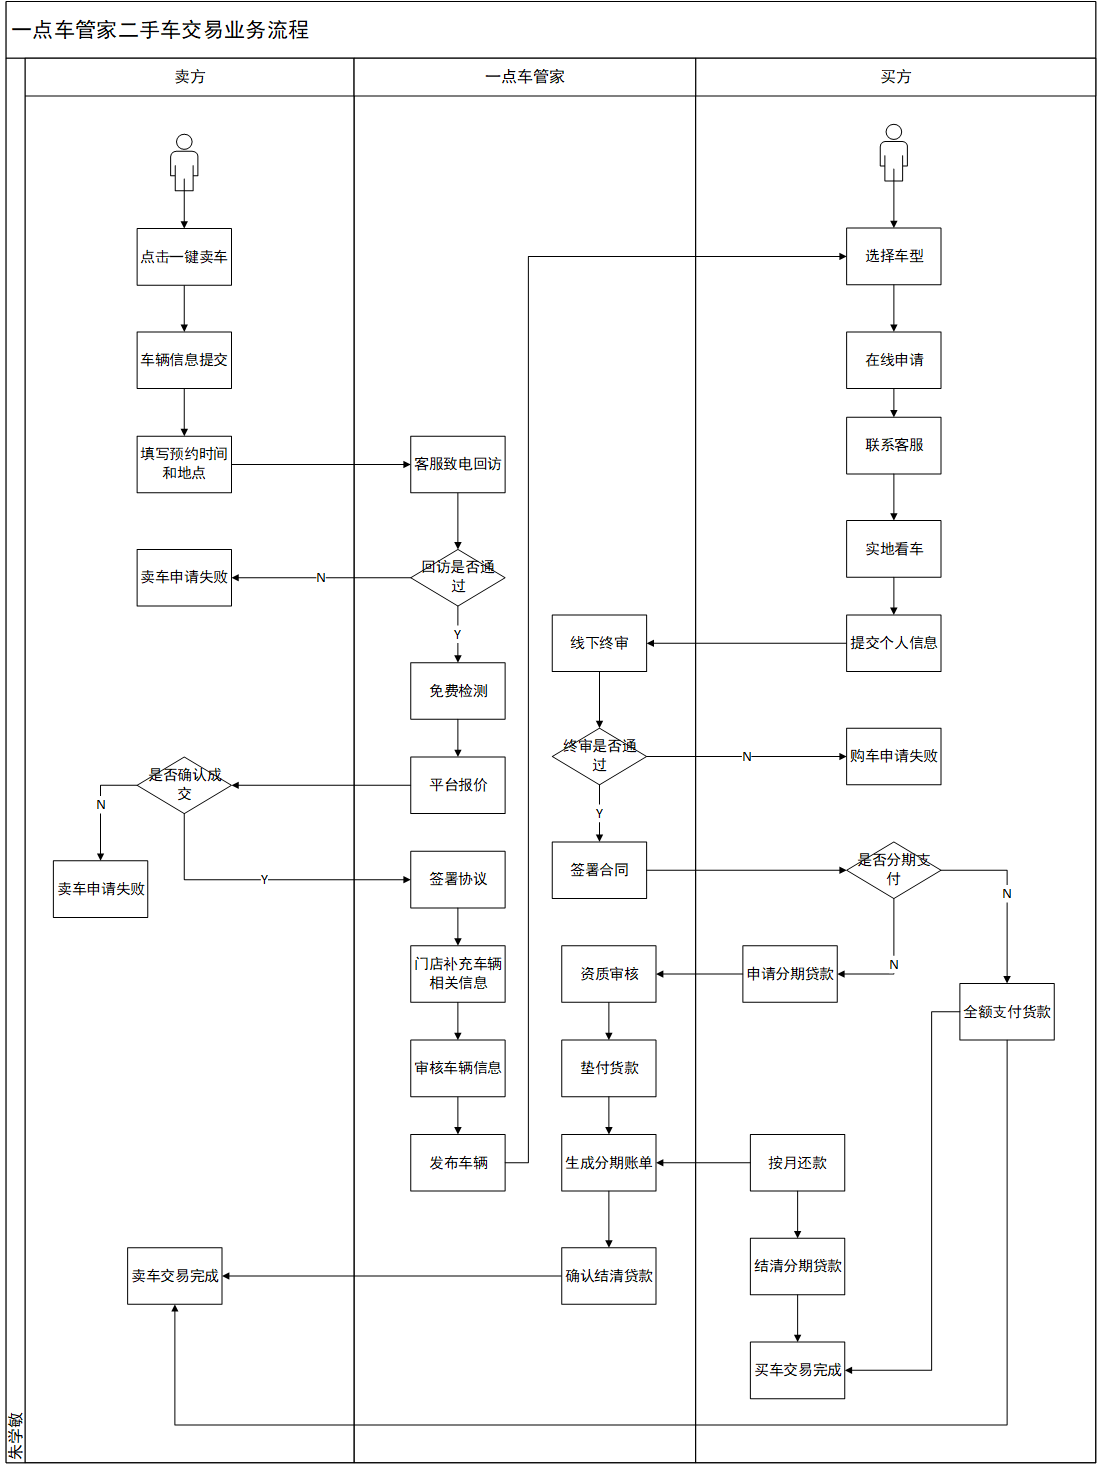 一点车管家二手车交易业务流程
卖方
一点车管家
买方
点击一键卖车
选择车型
车辆信息提交
在线申请
填写预约时间
和地点
客服致电回访
联系客服
实地看车
卖车申请失败
N
回访是否通
过
Y
线下终审
提交个人信息
免费检测
终审是否通
过
N
购车申请失败
是否确认成
交
平台报价
N
Y
卖车申请失败
Y
签署协议
签署合同
是否分期支
付
N
N
门店补充车辆
相关信息
资质审核
申请分期贷款
全额支付货款
审核车辆信息
垫付货款
发布车辆
生成分期账单
按月还款
卖车交易完成
确认结清贷款
结清分期贷款
买车交易完成
朱学敏